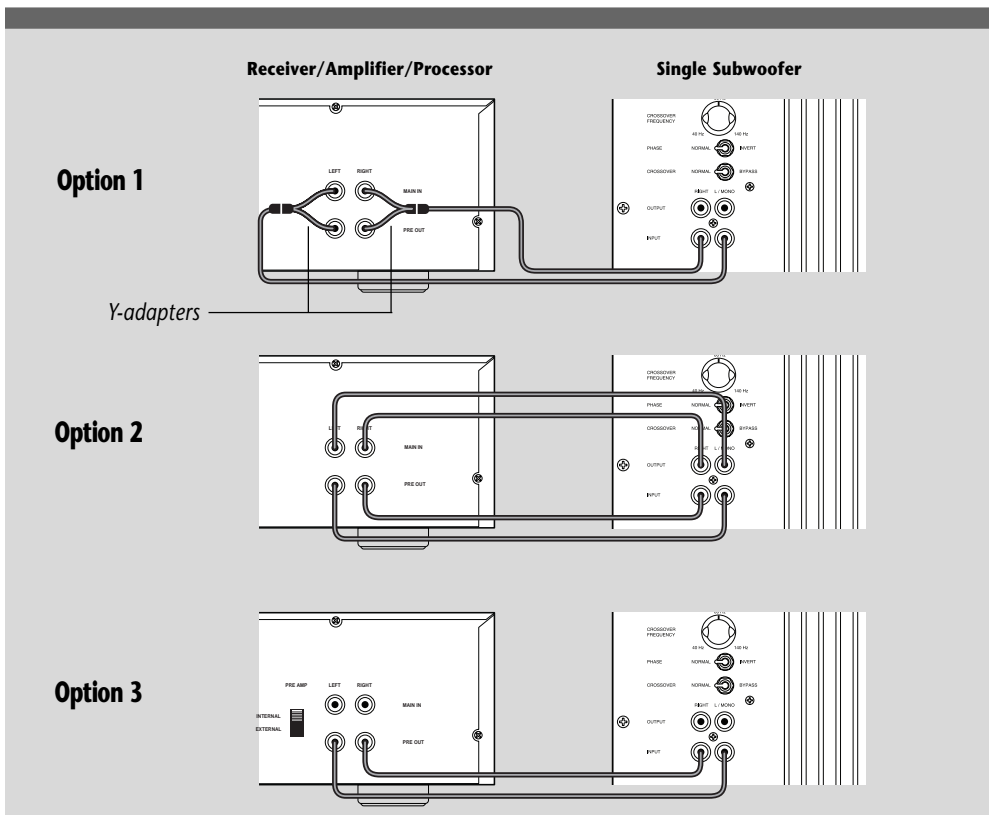 Receiver/Amplifier/Processor
Single Subwoofer
Option 1
LEFT RIGHT
MAIN IN
PRE OUT
Y-adapters
CROSSOVER
FREQUENCY
40 Hz 140 Hz
PHASE NORMAL INVERT
CROSSOVER NORMAL BYPASS
RIGHT L / MONO
OUTPUT
INPUT
Option 2
MAIN IN
PRE OUT
CROSSOVER
FREQUENCY
40 Hz 140 Hz
PHASE NORMAL INVERT
CROSSOVER NORMAL BYPASS
OUTPUT
INPUT
Option 3
PRE AMP LEFT RIGHT
MAIN IN
INTERNAL
EXTERNAL
PRE OUT
CROSSOVER
FREQUENCY
40 Hz 140 Hz
PHASE NORMAL INVERT
CROSSOVER NORMAL BYPASS
RIGHT L / MONO
OUTPUT
INPUT